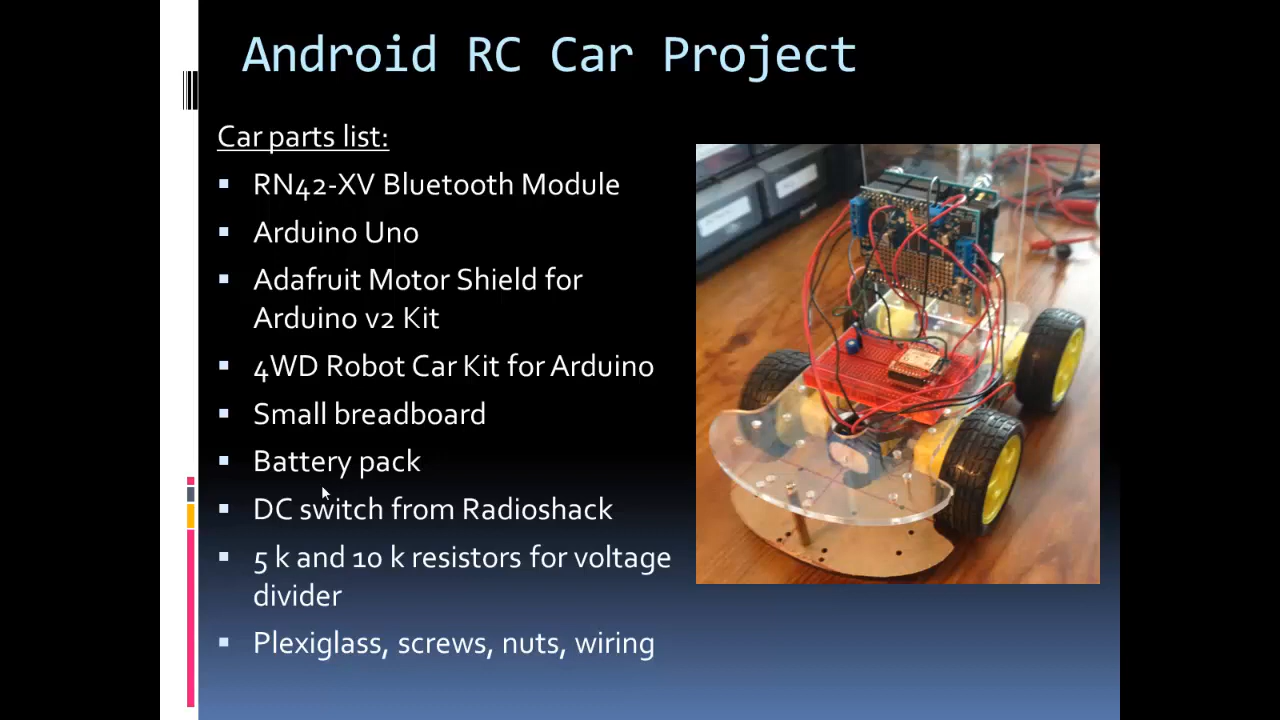 Android RC Car Project
Car parts list:
RN42-XV Bluetooth Module
Arduino Uno
Adafruit Motor Shield for
Arduino v2 Kit
4WD Robot Car Kit for Arduino
Small breadboard
Battery pack
DC switch from Radioshack
5 k and 10 k resistors for voltage
divider
Plexiglass, screws, nuts, wiring